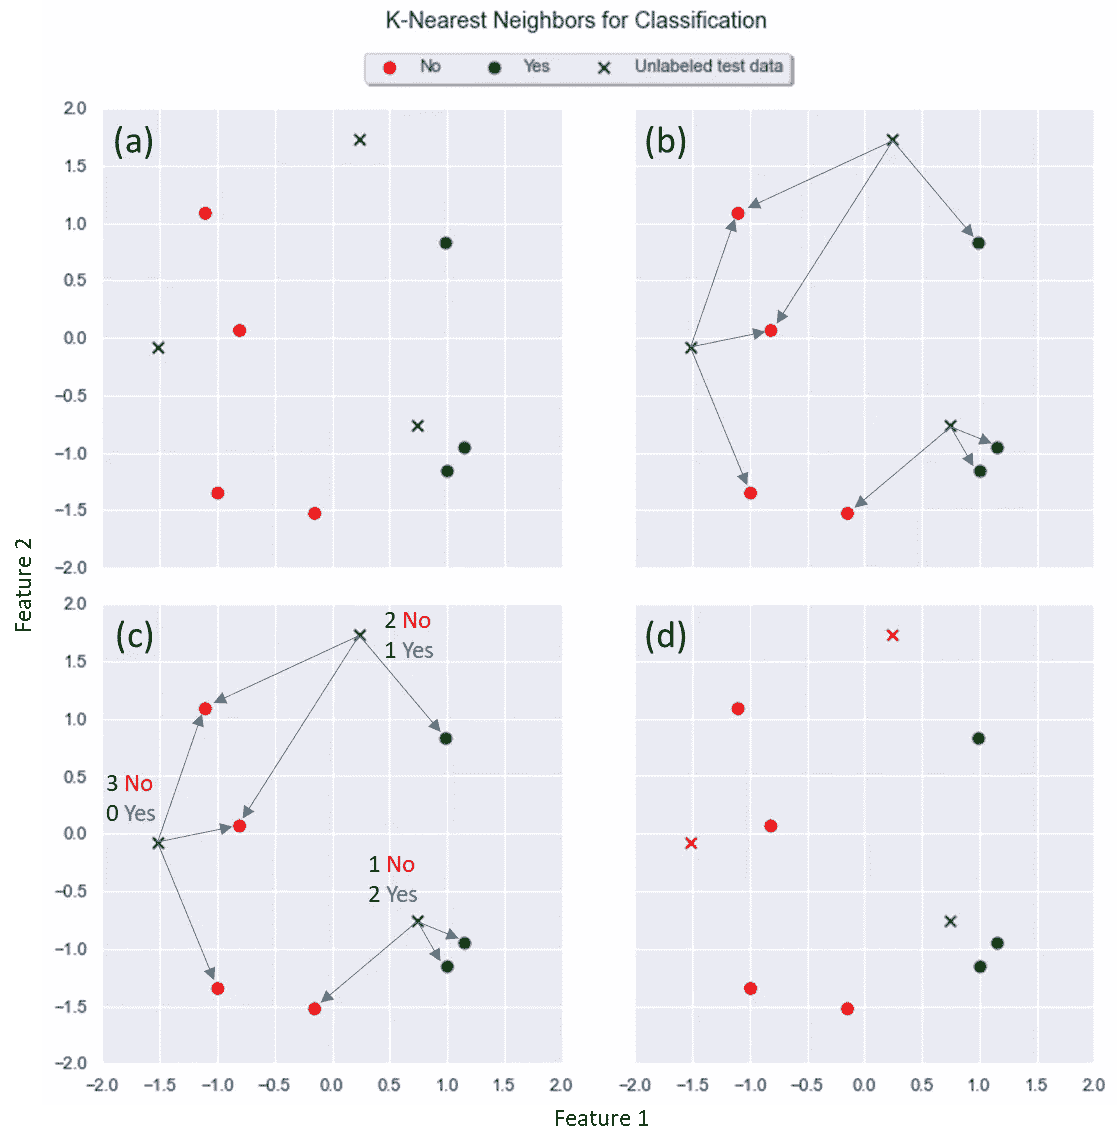 K-Nearest Neighbors for Classification
No Yes Unlabeled test data
(a)
2.0
1.5
1.0
0.5
0.0
−0.5
−1.0
−1.5
−2.0
(b)
Feature 2
(c)
2.0
1.5
1.0
0.5
0.0
−0.5
−1.0
−1.5
−2.0
2 No
1 Yes
3 No
0 Yes
1 No
2 Yes
−2.0 −1.5 −1.0 −0.5 0.0 0.5 1.0 1.5 2.0
(d)
−2.0 −1.5 −1.0 −0.5 0.0 0.5 1.0 1.5 2.0
Feature 1